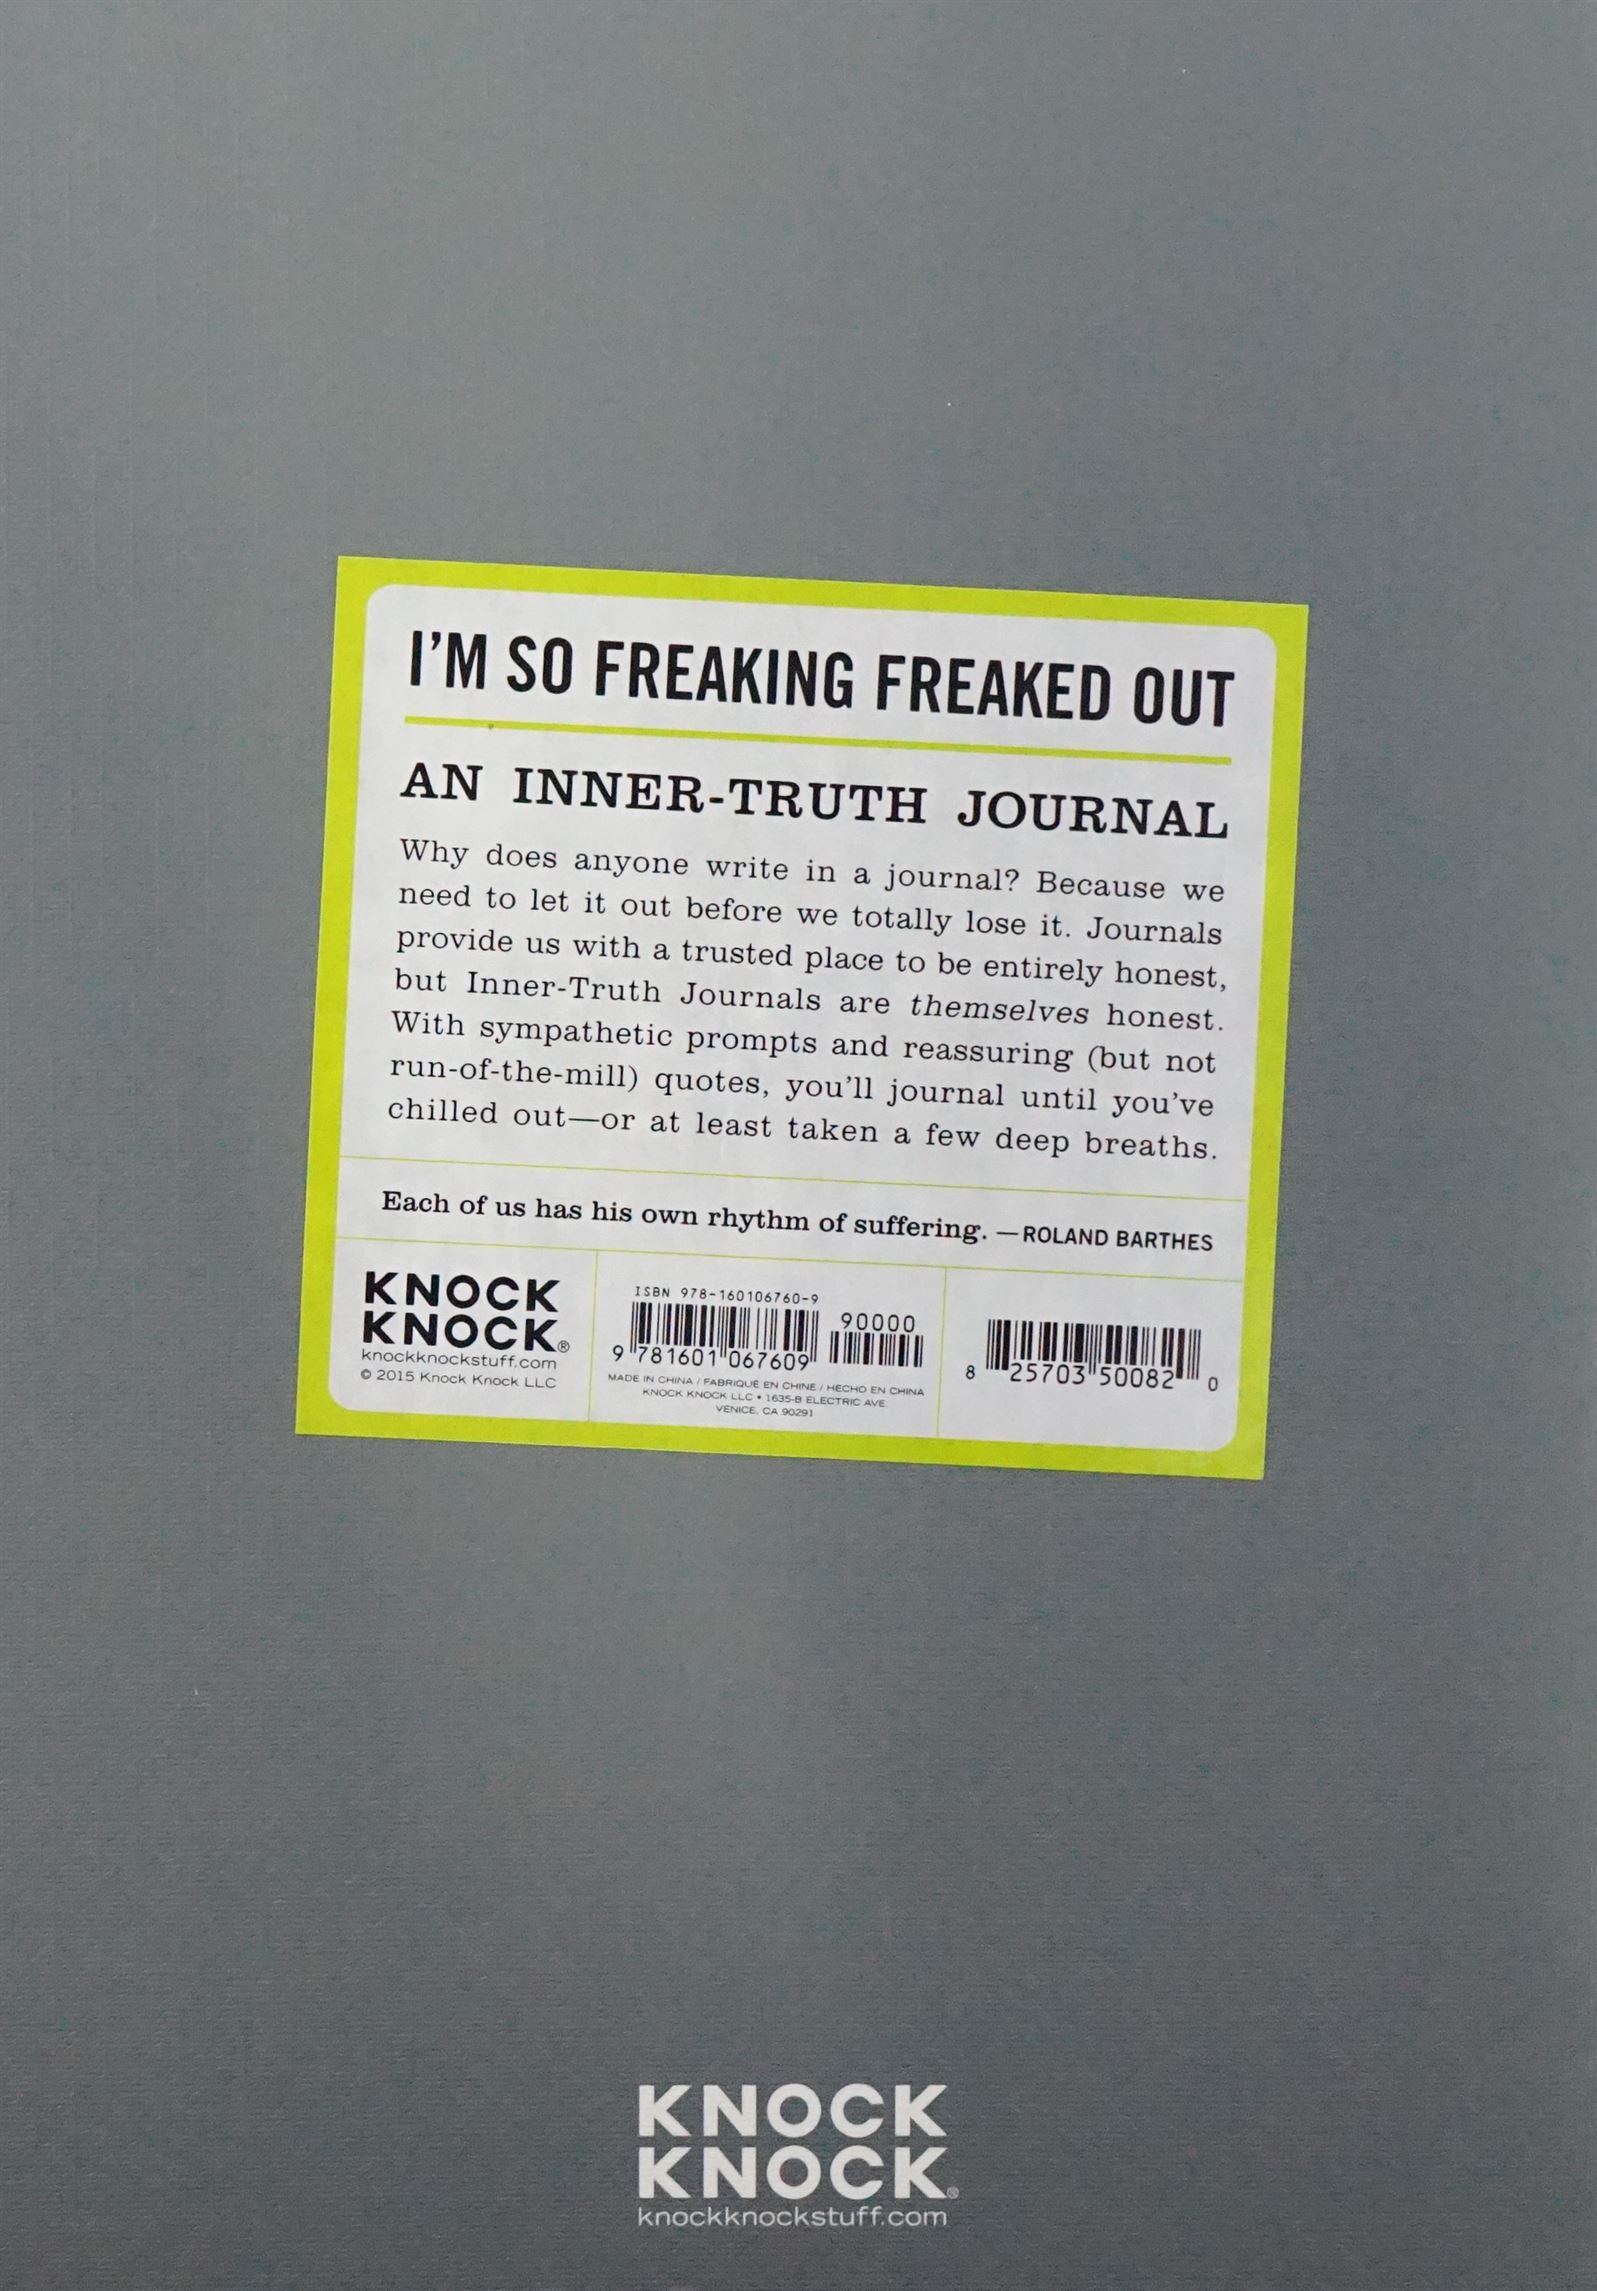 I'M SO FREAKING FREAKED OUT
AN INNER-TRUTH JOURNAL
Why does anyone write in a journal? Because we
need to let it out before we totally lose it. Journals
provide us with a trusted place to be entirely honest,
but Inner-Truth Journals are themselves honest.
With sympathetic prompts and reassuring (but not
run-of-the-mill) quotes, you'll journal until you've
chilled out—or at least taken a few deep breaths.
Each of us has his own rhythm of suffering. —ROLAND BARTHES
KNOCK
KNOCK®
knockknockstuff.com
© 2015 Knock Knock LLC
ISBN 978-160106760-9
90000
9 781601 067609
MADE IN CHINA / FABRIQUÉ EN CHINE / HECHO EN CHINA
KNOCK KNOCK LLC • 1635-B ELECTRIC AVE.
VENICE, CA 90291
8 25703 50082 0
KNOCK
KNOCK®
knockknockstuff.com